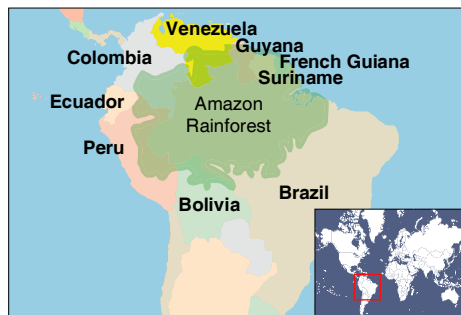 Venezuela
Guyana
Colombia
French Guiana
Suriname
Ecuador
Amazon
Rainforest
Peru
Brazil
Bolivia